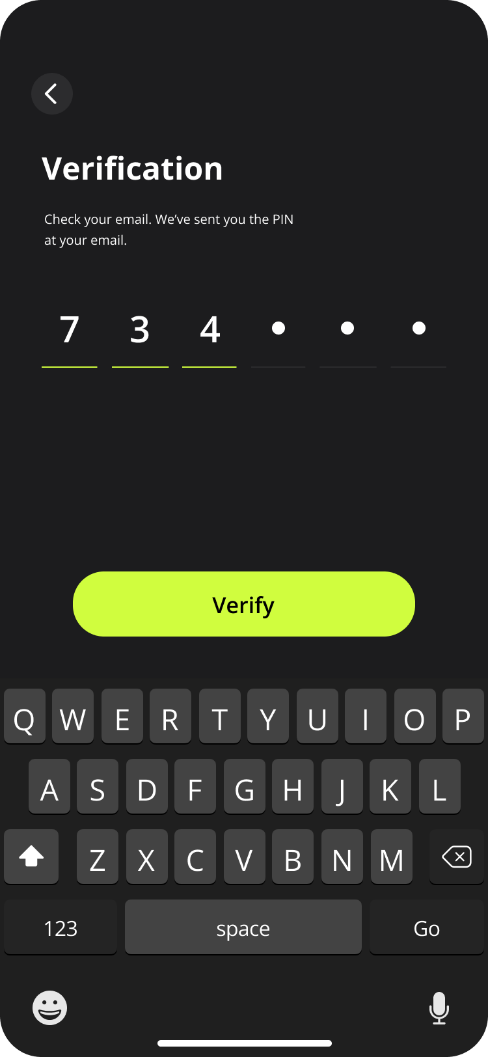 Verification
Check your email. We’ve sent you the PIN
at your email.
7 3 4
Verify
Q W E R T Y U I O P
A S D F G H J K L
Z X C V B N M
123 space Go